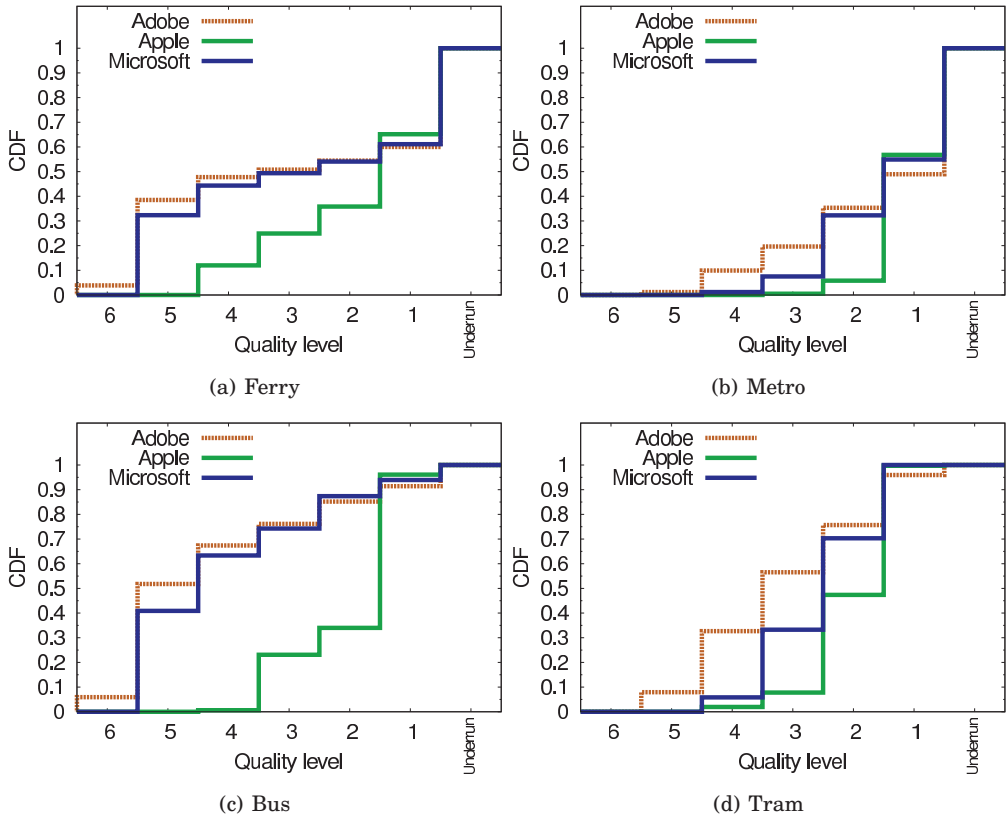 Adobe
Apple
Microsoft
CDF
1
0.9
0.8
0.7
0.6
0.5
0.4
0.3
0.2
0.1
0
6 5 4 3 2 1 Underrun
Quality level
(a) Ferry
Adobe
Apple
Microsoft
CDF
1
0.9
0.8
0.7
0.6
0.5
0.4
0.3
0.2
0.1
0
6 5 4 3 2 1 Underrun
Quality level
(b) Metro
Adobe
Apple
Microsoft
CDF
1
0.9
0.8
0.7
0.6
0.5
0.4
0.3
0.2
0.1
0
6 5 4 3 2 1 Underrun
Quality level
(c) Bus
Adobe
Apple
Microsoft
CDF
1
0.9
0.8
0.7
0.6
0.5
0.4
0.3
0.2
0.1
0
6 5 4 3 2 1 Underrun
Quality level
(d) Tram